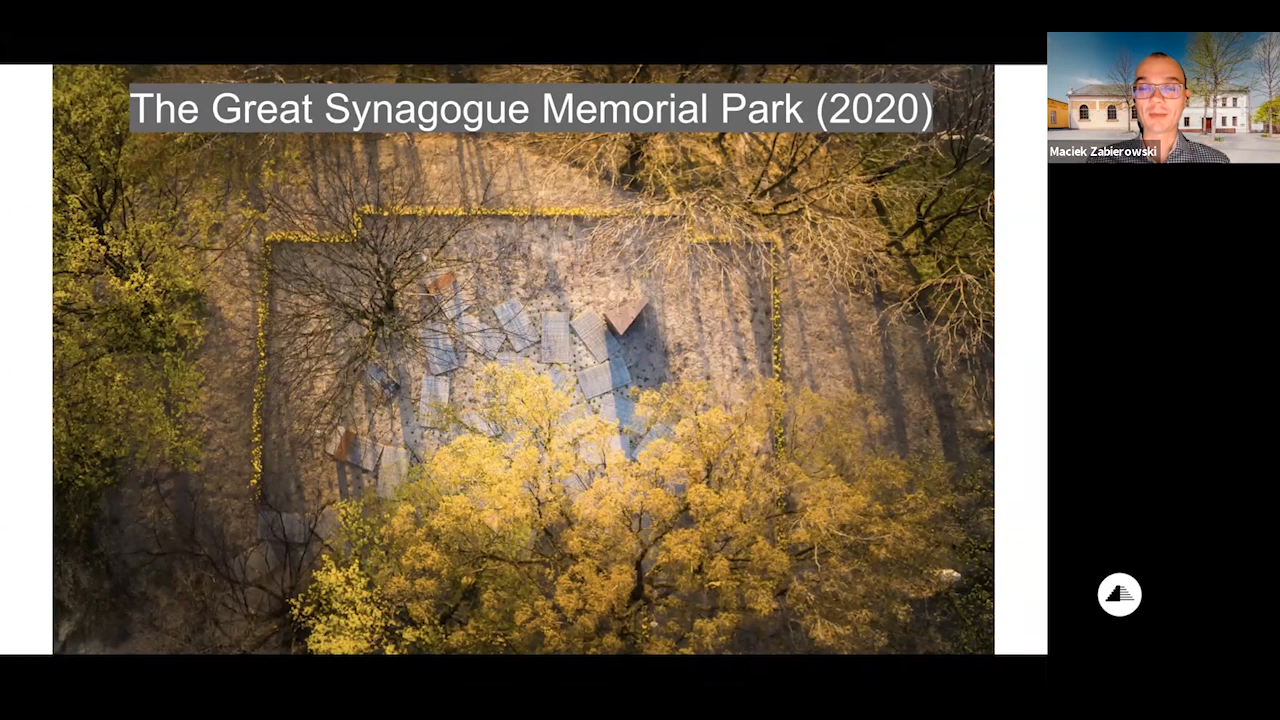 The Great Synagogue Memorial Park (2020)
Maciek Zabierowski